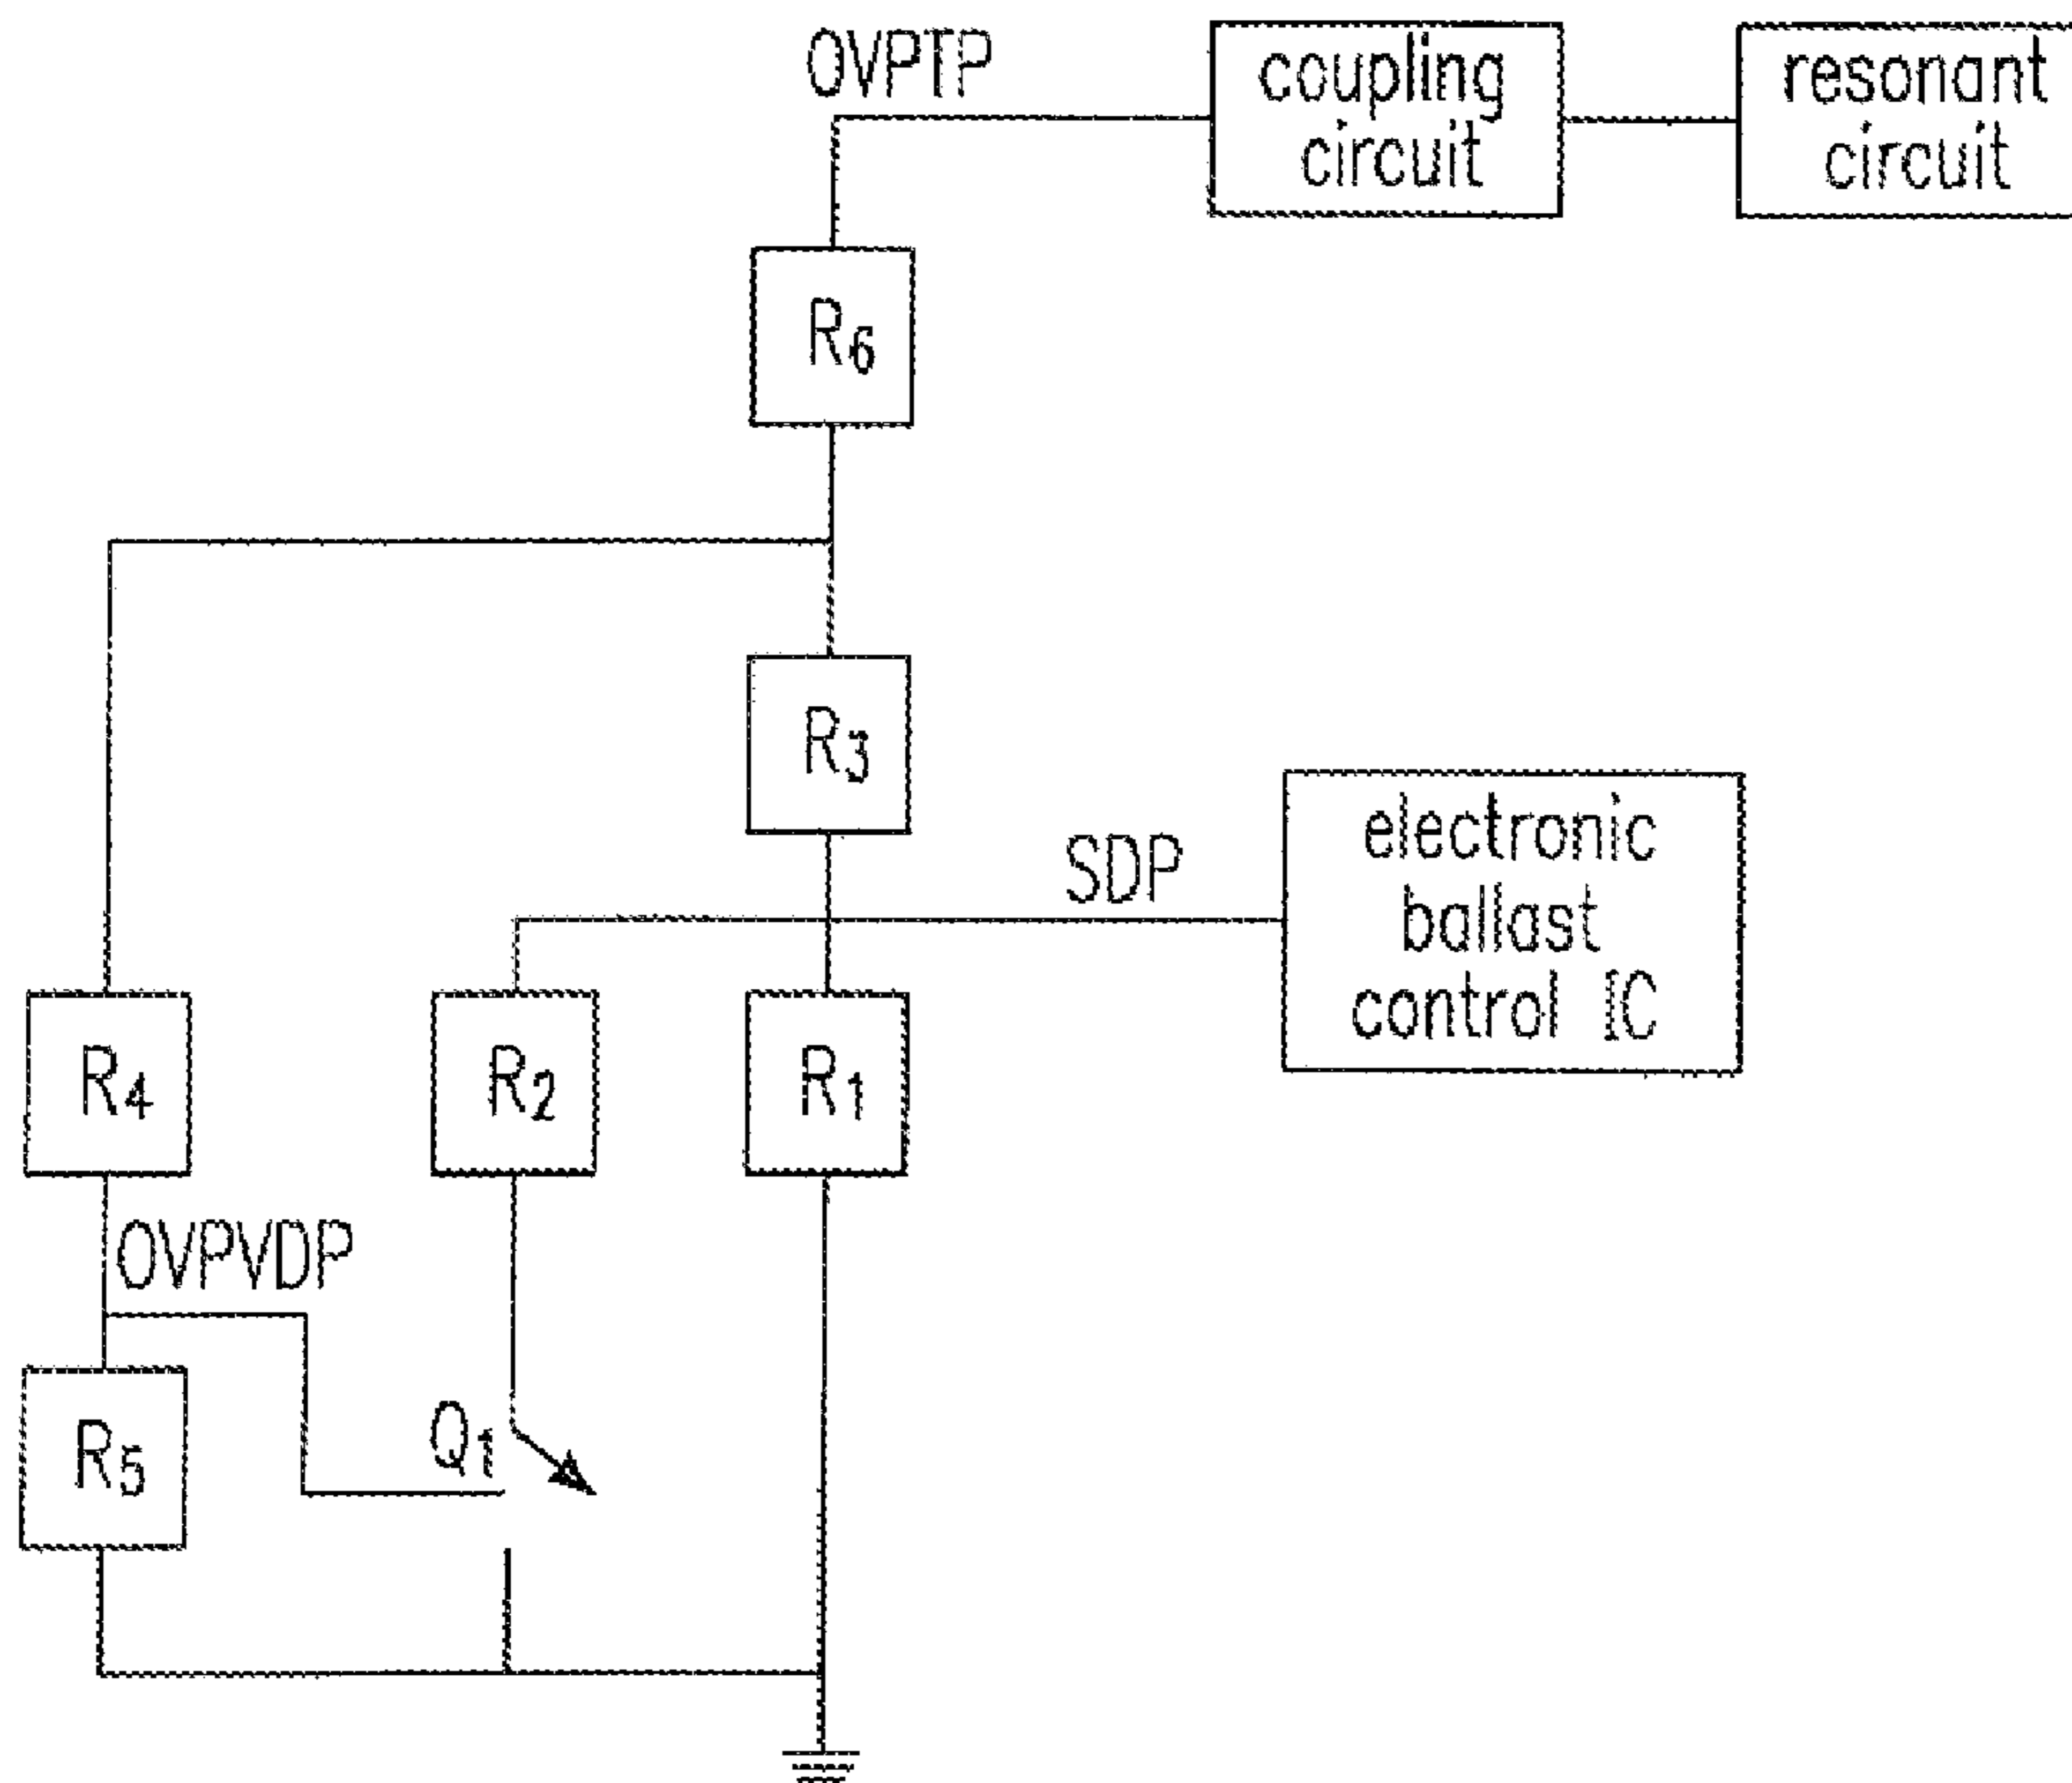 OVPTP
coupling
circuit
resonant
circuit
R6
R3
SDP
electronic
ballast
control IC
R4
R2
R1
OVPVDP
Q1
R5